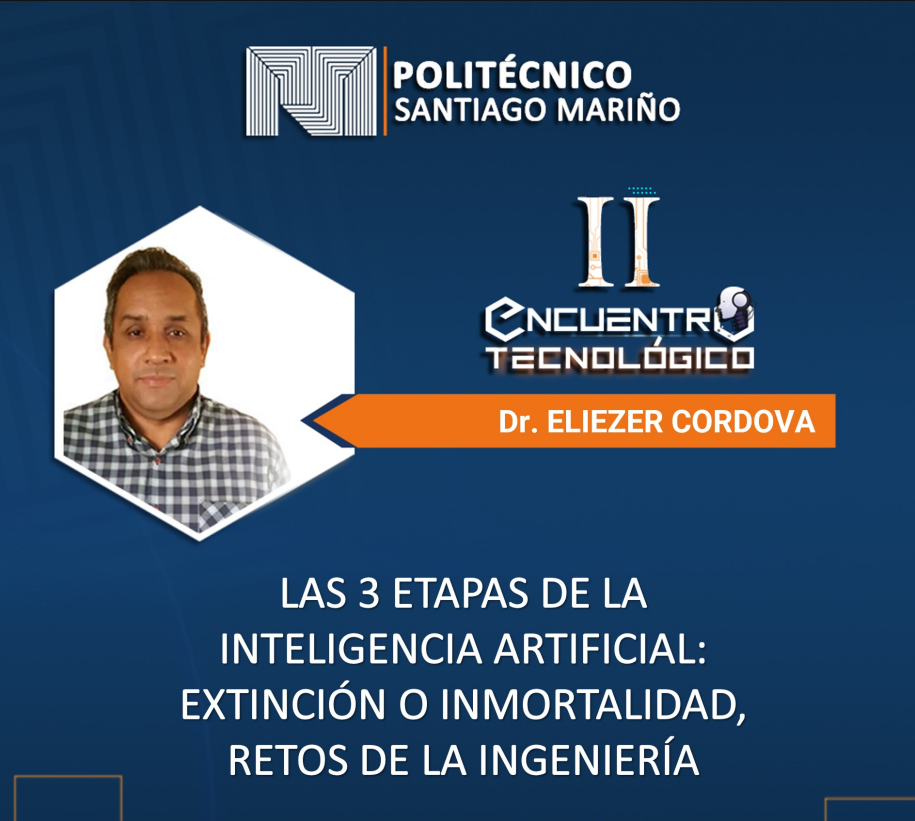 POLITÉCNICO
SANTIAGO MARIÑO
II
ENCUENTRO
TECNOLÓGICO
Dr. ELIEZER CORDOVA
LAS 3 ETAPAS DE LA
INTELIGENCIA ARTIFICIAL:
EXTINCIÓN O INMORTALIDAD,
RETOS DE LA INGENIERÍA